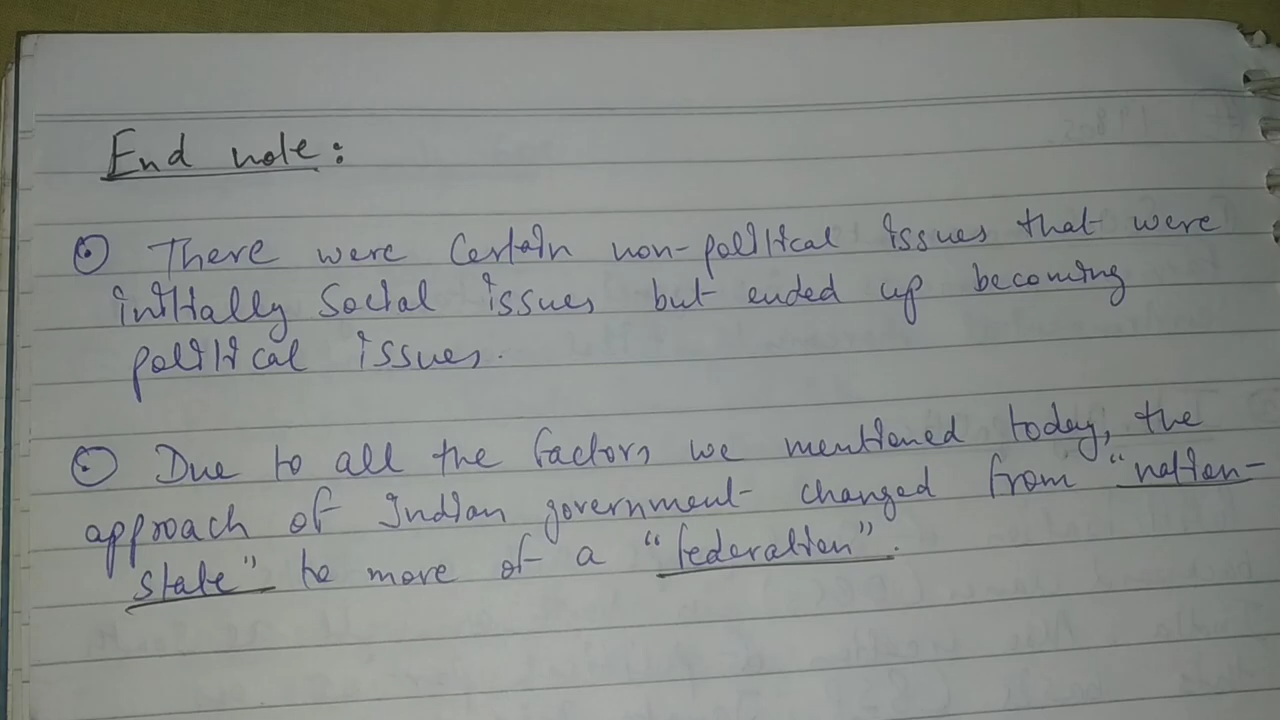 End note:
⊙ There were certain non-political issues that were
initially social issues but ended up becoming
political issues.
⊙ Due to all the factors we mentioned today, the
approach of Indian government changed from "nation-
state" to more of a "federation".